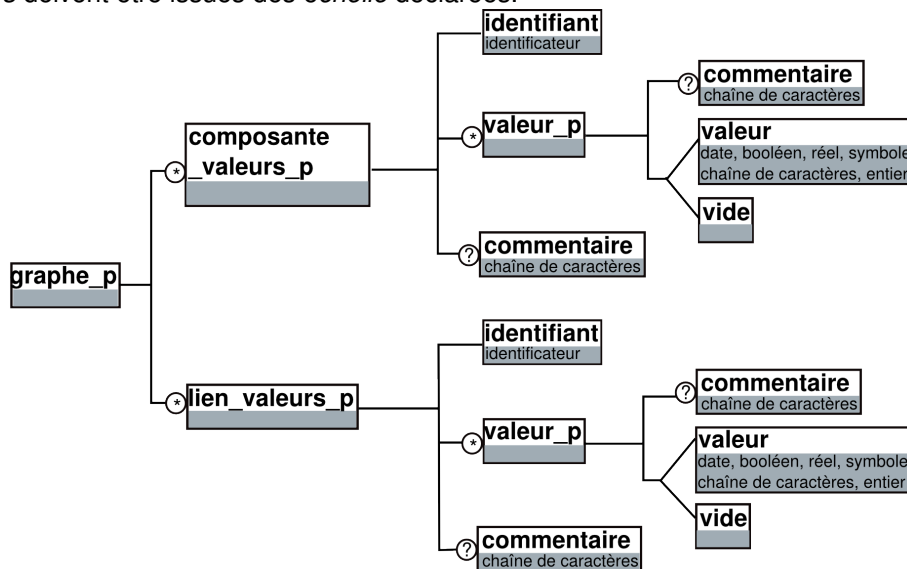 s doivent être issues des échelle déclarées.
identifiant
identificateur
?
commentaire
chaîne de caractères
*
valeur_p
composante
_valeurs_p
*
valeur
date, booléen, réel, symbole
chaîne de caractères, entier
vide
?
commentaire
chaîne de caractères
graphe_p
identifiant
identificateur
*
lien_valeurs_p
?
commentaire
chaîne de caractères
*
valeur_p
valeur
date, booléen, réel, symbole
chaîne de caractères, entier
vide
?
commentaire
chaîne de caractères